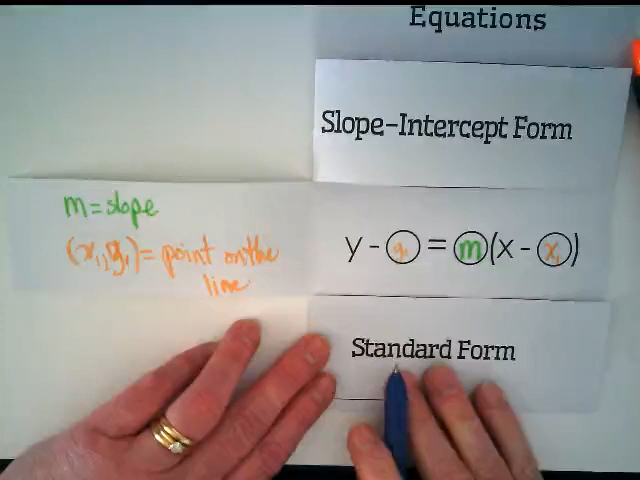 Equations
Slope-Intercept Form
m = slope
(x₁, y₁) = point on the
line
y - y₁ = m(x - x₁)
Standard Form